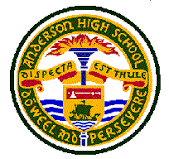 ANDERSON HIGH SCHOOL
DISPECTA EST THULE
DO WEEL AND PERSEVERE